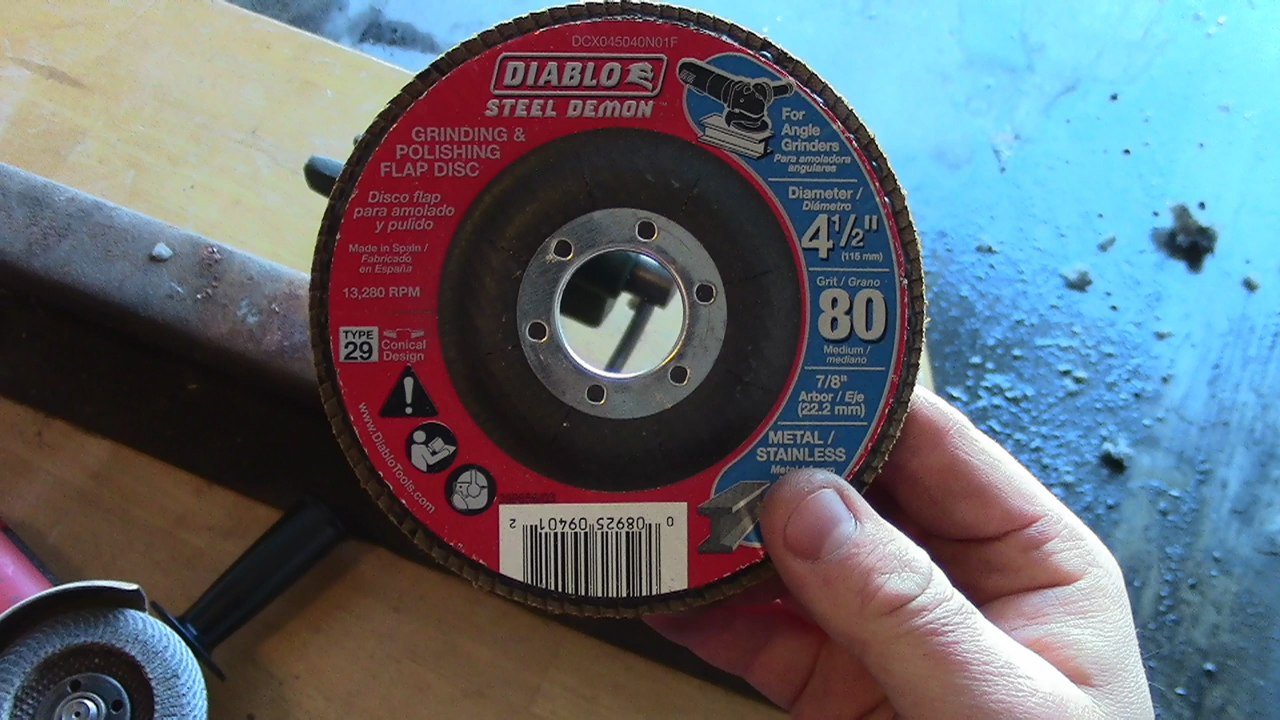 DCX045040N01F
DIABLO
STEEL DEMON™
GRINDING &
POLISHING
FLAP DISC
Disco flap
para amolado
y pulido
Made in Spain /
Fabricado
en España
13,280 RPM
TYPE
29
Conical
Design
www.DiabloTools.com
For
Angle
Grinders
Para amoladora
angulares
Diameter /
Diámetro
4 1/2"
(115 mm)
Grit / Grano
80
Medium /
mediano
7/8"
Arbor / Eje
(22.2 mm)
METAL /
STAINLESS
0 08925 09401 2